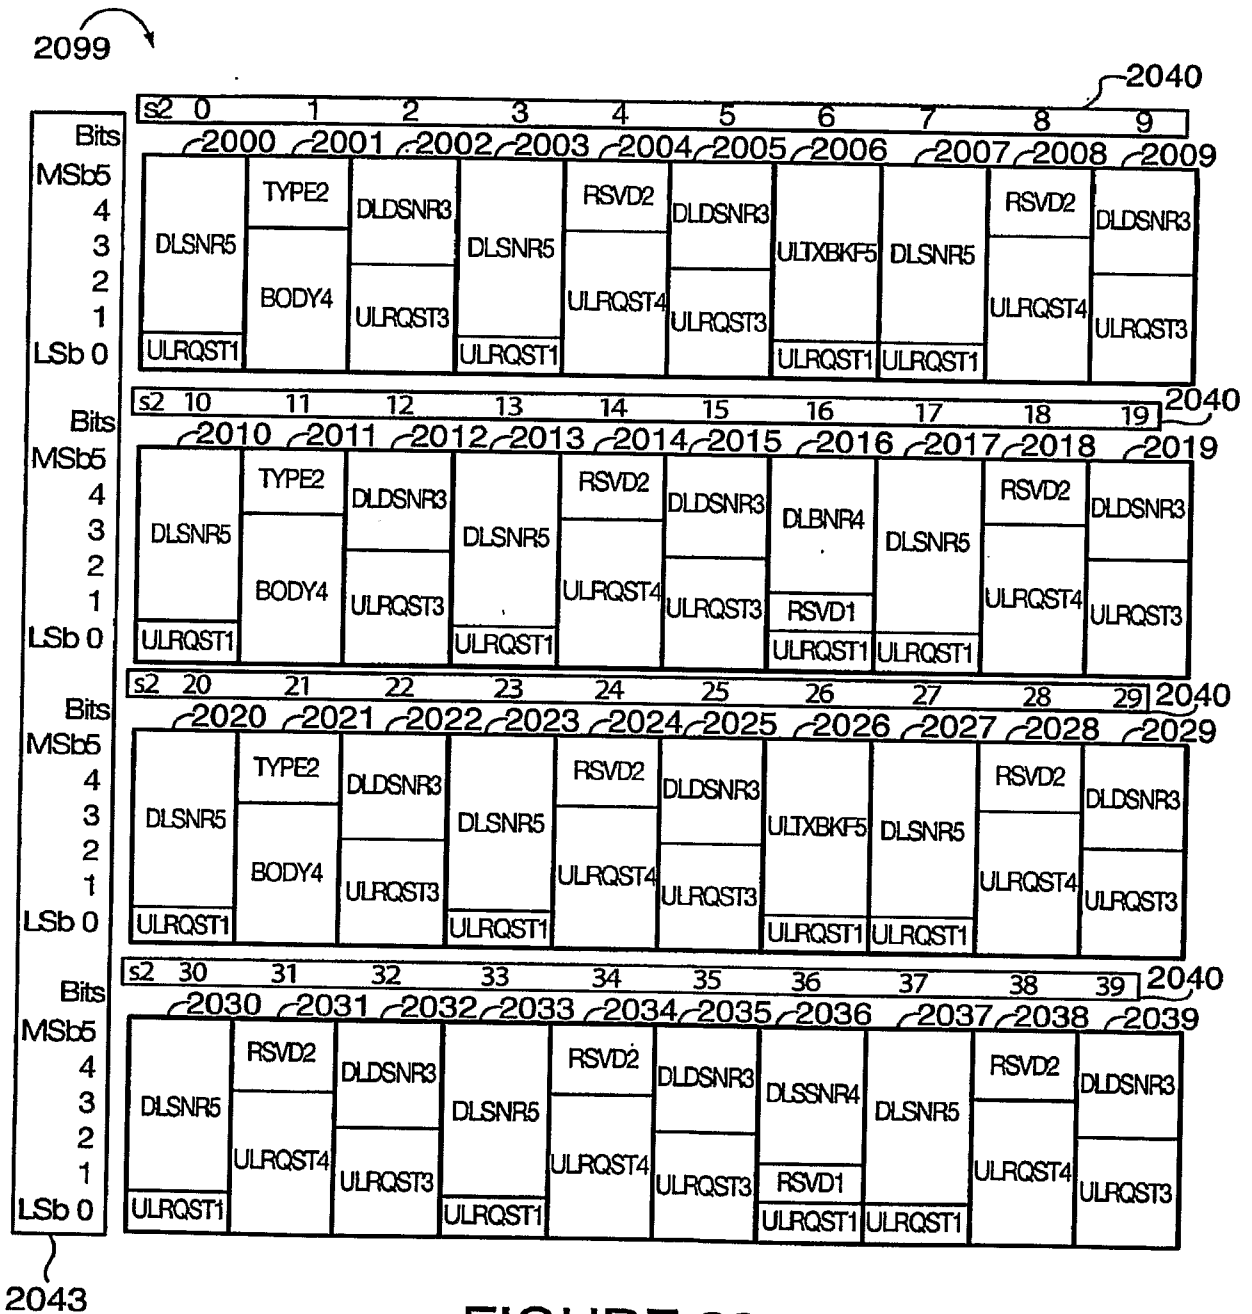 2099
2040
s2 0 1 2 3 4 5 6 7 8 9
Bits 2000 2001 2002 2003 2004 2005 2006 2007 2008 2009
MSb5 TYPE2 RSVD2 RSVD2
4 DLDSNR3 DLDSNR3 DLDSNR3
3 DLSNR5 DLSNR5 ULTXBKF5 DLSNR5
2 BODY4 ULRQST4 ULRQST4
1 ULRQST3 ULRQST3 ULRQST3
LSb 0 ULRQST1 ULRQST1 ULRQST1 ULRQST1
s2 10 11 12 13 14 15 16 17 18 19 2040
Bits 2010 2011 2012 2013 2014 2015 2016 2017 2018 2019
MSb5 TYPE2 RSVD2 RSVD2
4 DLDSNR3 DLDSNR3 DLBNR4 DLDSNR3
3 DLSNR5 DLSNR5 DLSNR5
2 BODY4 ULRQST4 ULRQST4
1 ULRQST3 ULRQST3 RSVD1 ULRQST3
LSb 0 ULRQST1 ULRQST1 ULRQST1 ULRQST1
s2 20 21 22 23 24 25 26 27 28 29 2040
Bits 2020 2021 2022 2023 2024 2025 2026 2027 2028 2029
MSb5 TYPE2 RSVD2 RSVD2
4 DLDSNR3 DLDSNR3 DLDSNR3
3 DLSNR5 DLSNR5 ULTXBKF5 DLSNR5
2 BODY4 ULRQST4 ULRQST4
1 ULRQST3 ULRQST3 ULRQST3
LSb 0 ULRQST1 ULRQST1 ULRQST1 ULRQST1
s2 30 31 32 33 34 35 36 37 38 39 2040
Bits 2030 2031 2032 2033 2034 2035 2036 2037 2038 2039
MSb5 RSVD2 RSVD2 RSVD2
4 DLDSNR3 DLDSNR3 DLSSNR4 DLDSNR3
3 DLSNR5 DLSNR5 DLSNR5
2 ULRQST4 ULRQST4 ULRQST4
1 ULRQST3 ULRQST3 RSVD1 ULRQST3
LSb 0 ULRQST1 ULRQST1 ULRQST1 ULRQST1
2043